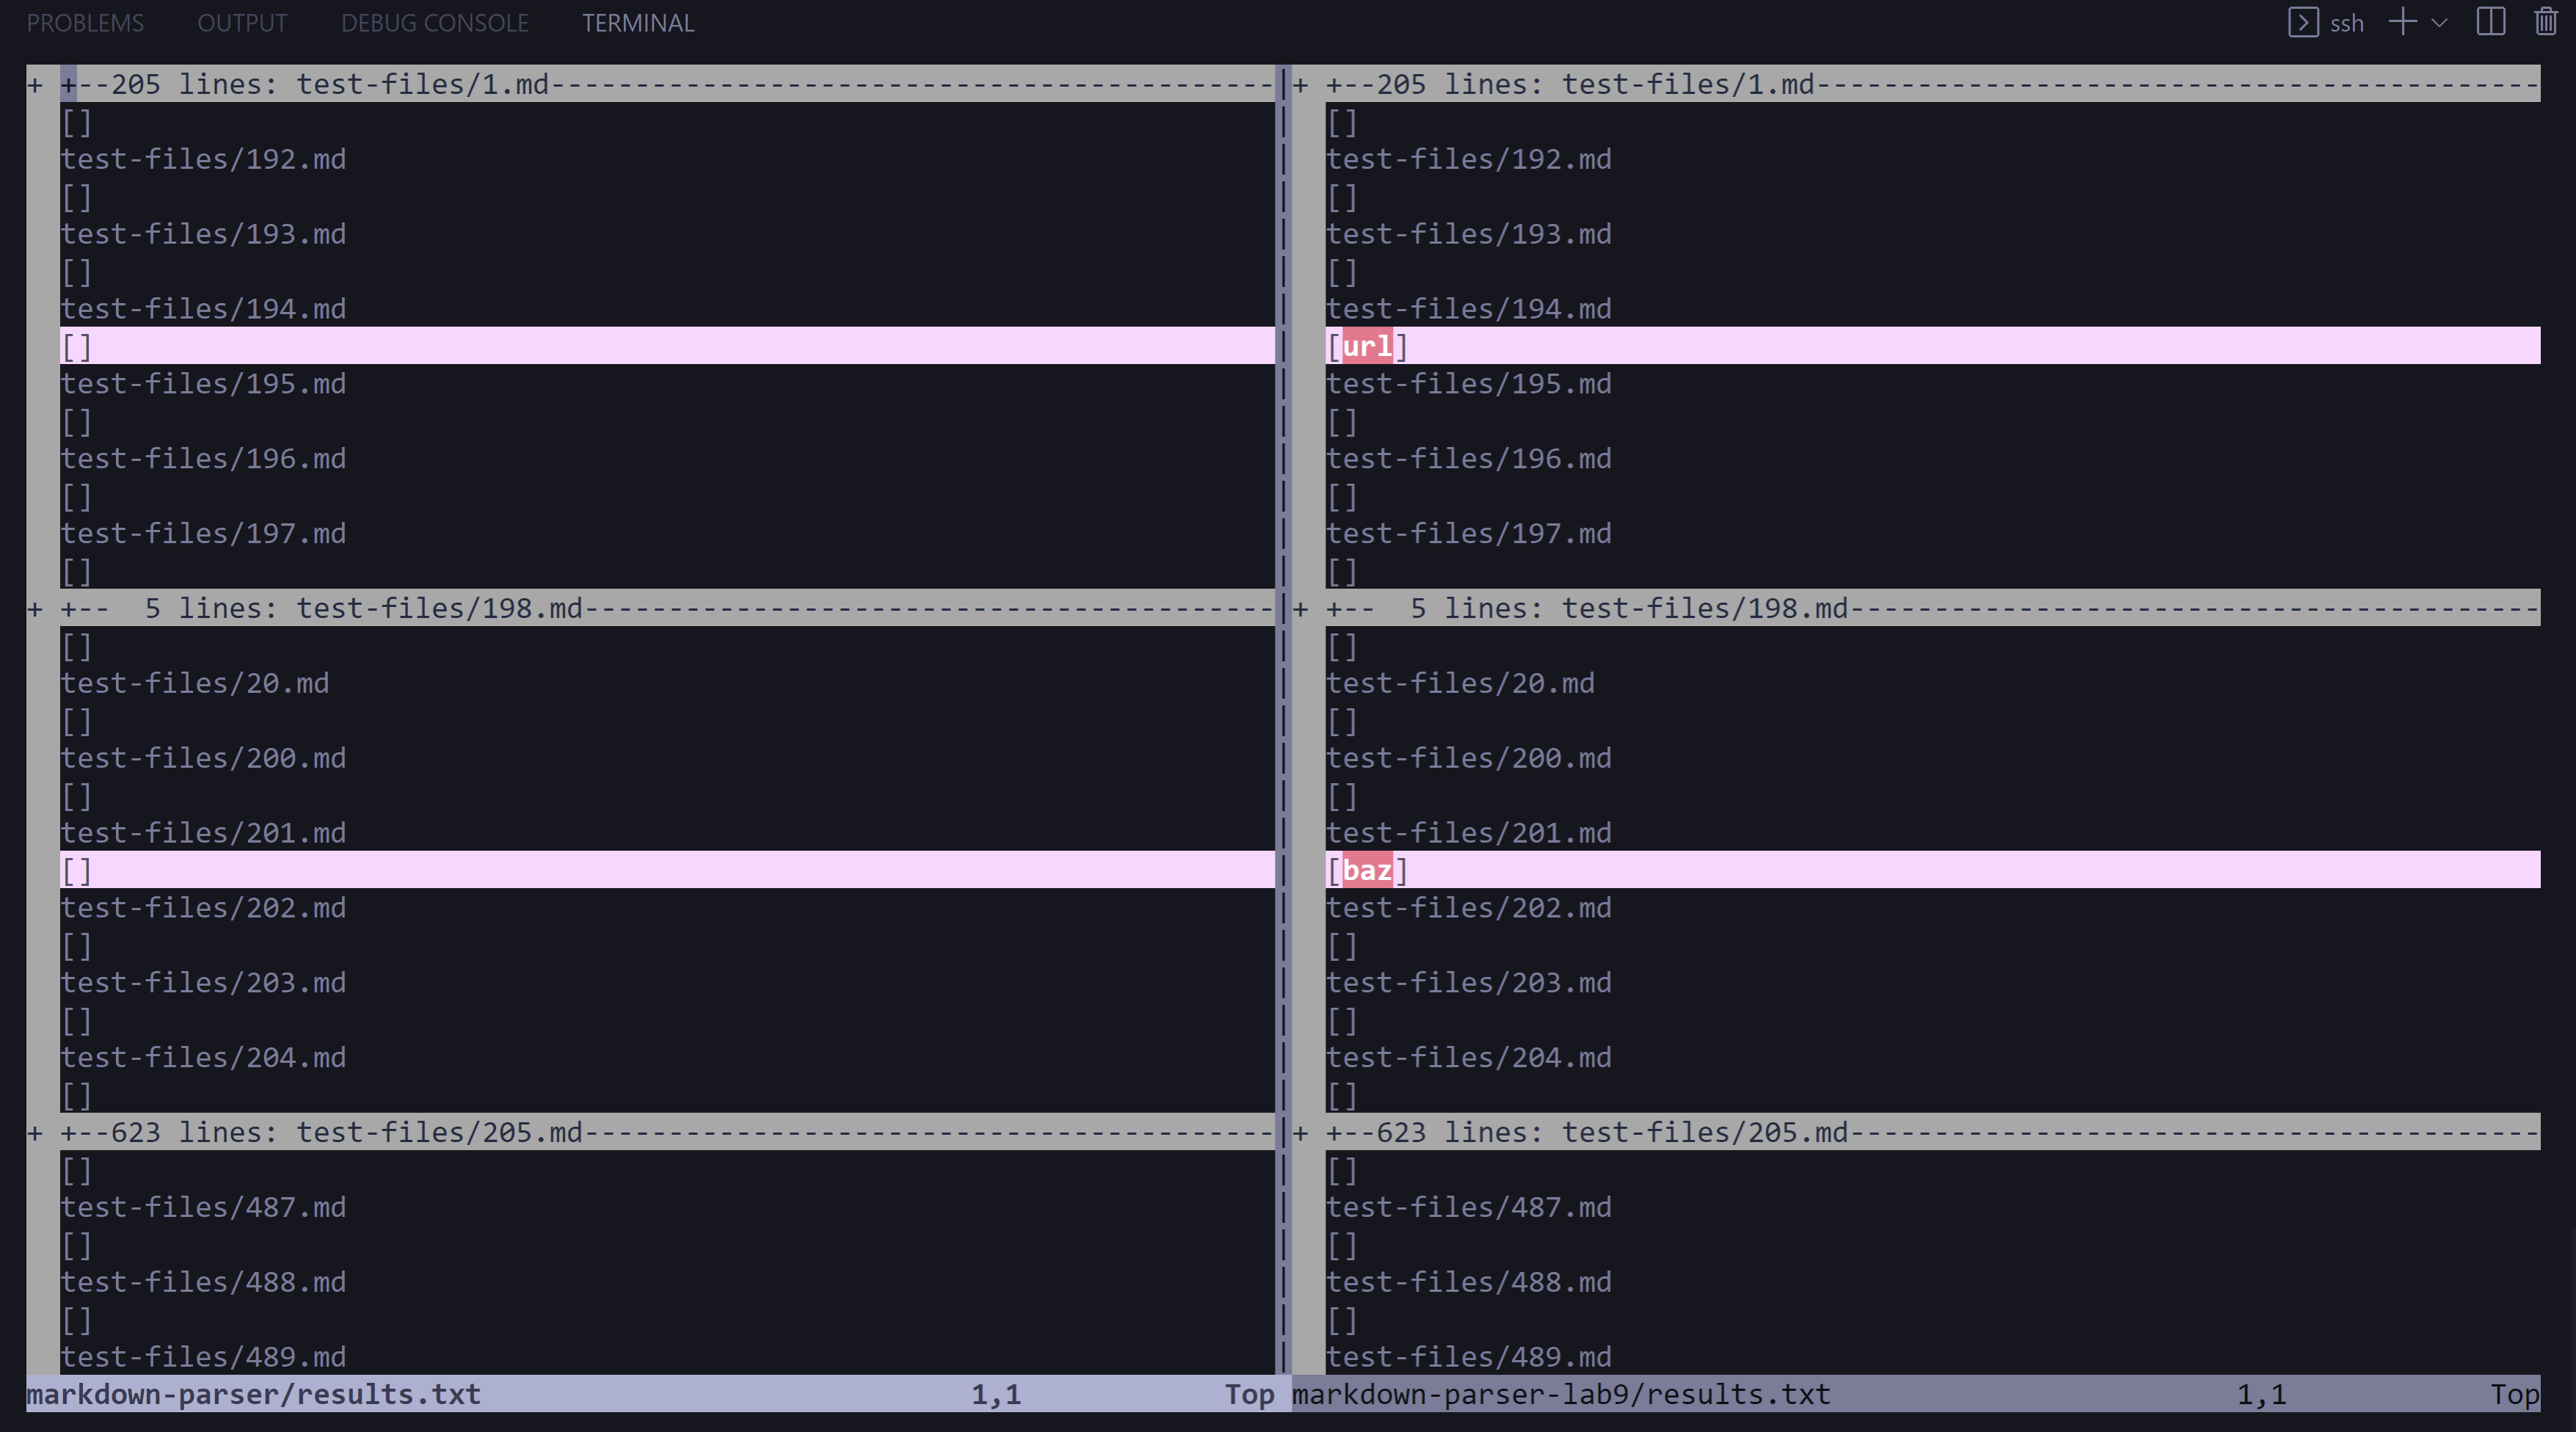 PROBLEMS OUTPUT DEBUG CONSOLE TERMINAL ssh
+ +--205 lines: test-files/1.md-------------------------------------------|+ +--205 lines: test-files/1.md-------------------------------------------
[] | []
test-files/192.md | test-files/192.md
[] | []
test-files/193.md | test-files/193.md
[] | []
test-files/194.md | test-files/194.md
[] | [url]
test-files/195.md | test-files/195.md
[] | []
test-files/196.md | test-files/196.md
[] | []
test-files/197.md | test-files/197.md
[] | []
+ +--  5 lines: test-files/198.md-----------------------------------------|+ +--  5 lines: test-files/198.md-----------------------------------------
[] | []
test-files/20.md | test-files/20.md
[] | []
test-files/200.md | test-files/200.md
[] | []
test-files/201.md | test-files/201.md
[] | [baz]
test-files/202.md | test-files/202.md
[] | []
test-files/203.md | test-files/203.md
[] | []
test-files/204.md | test-files/204.md
[] | []
+ +--623 lines: test-files/205.md-----------------------------------------|+ +--623 lines: test-files/205.md-----------------------------------------
[] | []
test-files/487.md | test-files/487.md
[] | []
test-files/488.md | test-files/488.md
[] | []
test-files/489.md | test-files/489.md
markdown-parser/results.txt 1,1 Top markdown-parser-lab9/results.txt 1,1 Top